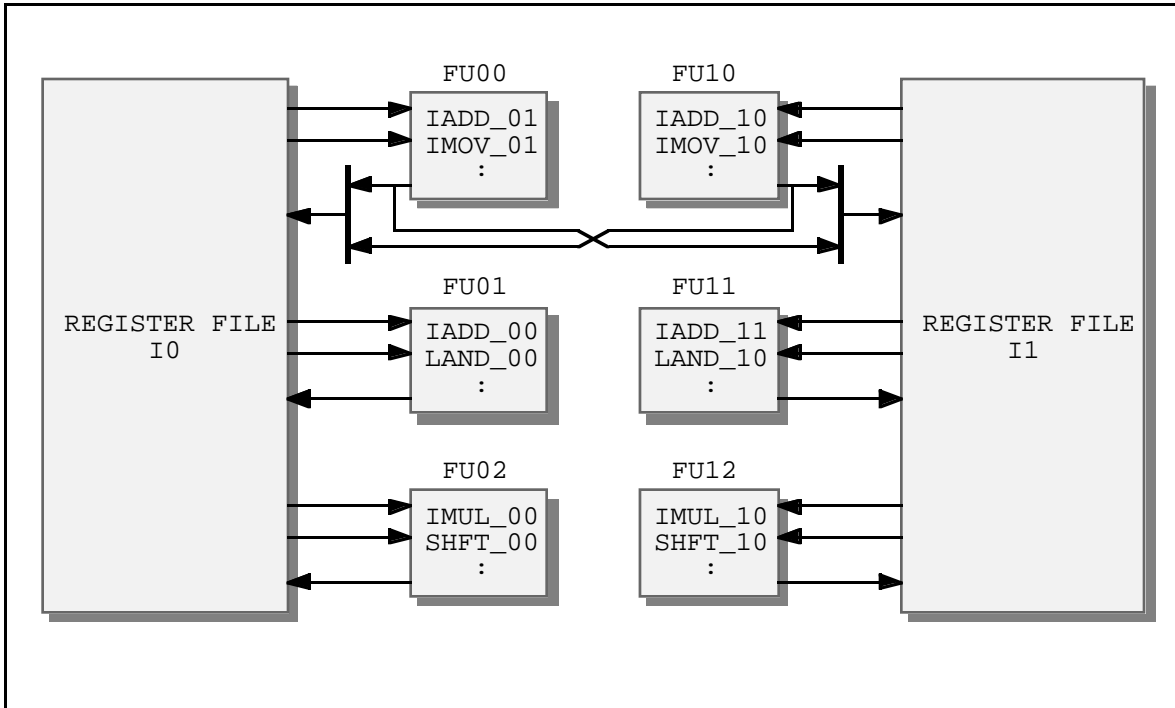 FU00
FU10
IADD_01
IMOV_01
:
IADD_10
IMOV_10
:
REGISTER FILE
I0
FU01
FU11
IADD_00
LAND_00
:
IADD_11
LAND_10
:
REGISTER FILE
I1
FU02
FU12
IMUL_00
SHFT_00
:
IMUL_10
SHFT_10
: